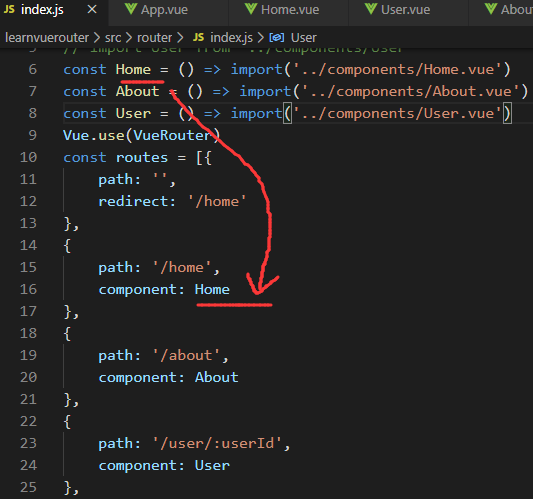 index.js × App.vue Home.vue User.vue Abou
learnvuerouter > src > router > index.js > User
5 // import User from '../components/User'
6 const Home = () => import('../components/Home.vue')
7 const About = () => import('../components/About.vue')
8 const User = () => import('../components/User.vue')
9 Vue.use(VueRouter)
10 const routes = [{
11 path: '',
12 redirect: '/home'
13 },
14 {
15 path: '/home',
16 component: Home
17 },
18 {
19 path: '/about',
20 component: About
21 },
22 {
23 path: '/user/:userId',
24 component: User
25 },